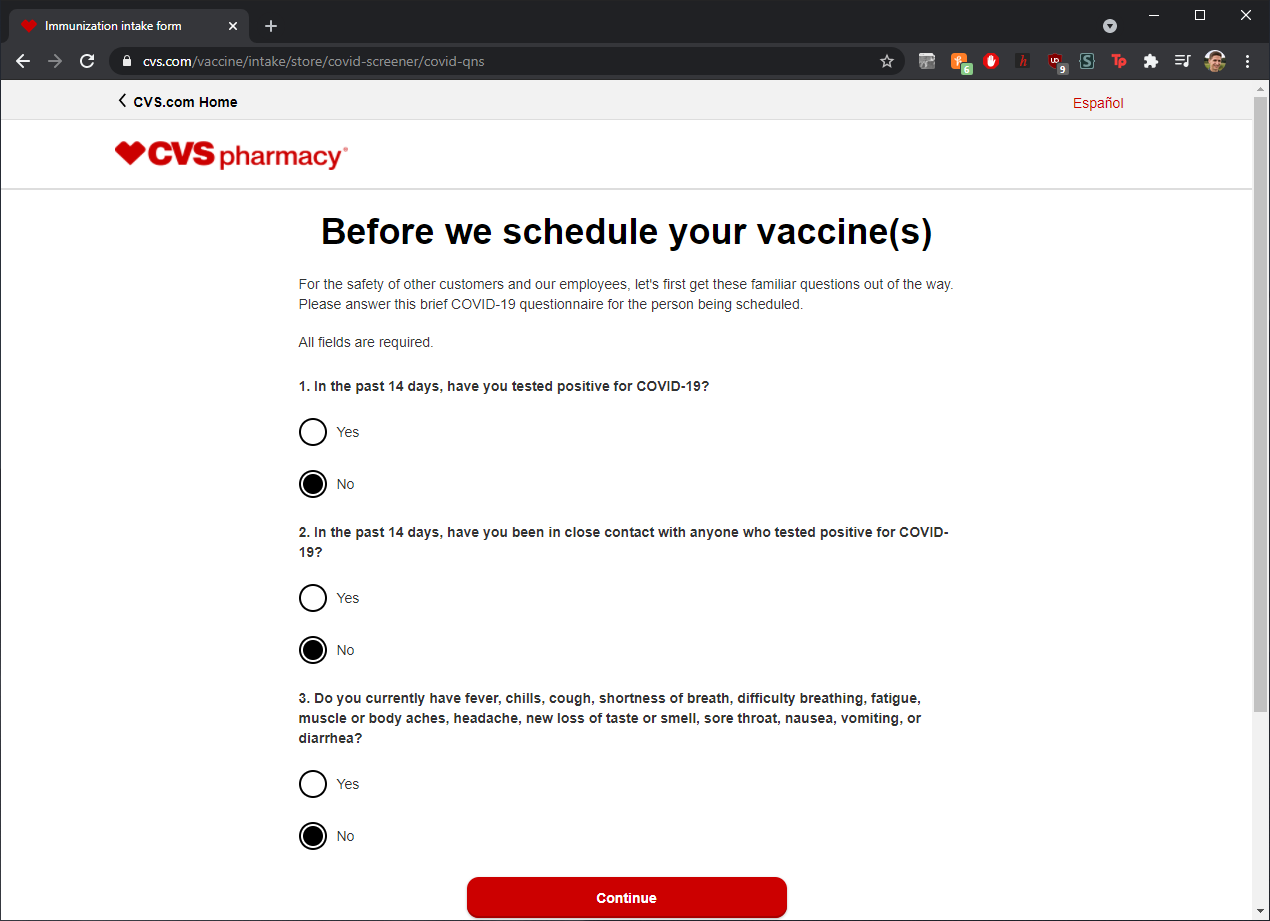 Immunization intake form
cvs.com/vaccine/intake/store/covid-screener/covid-qns
6
h
UD
9
S
Tp
CVS.com Home
Español
CVS pharmacy
Before we schedule your vaccine(s)
For the safety of other customers and our employees, let's first get these familiar questions out of the way.
Please answer this brief COVID-19 questionnaire for the person being scheduled.
All fields are required.
1. In the past 14 days, have you tested positive for COVID-19?
Yes
No
2. In the past 14 days, have you been in close contact with anyone who tested positive for COVID-
19?
Yes
No
3. Do you currently have fever, chills, cough, shortness of breath, difficulty breathing, fatigue,
muscle or body aches, headache, new loss of taste or smell, sore throat, nausea, vomiting, or
diarrhea?
Yes
No
Continue